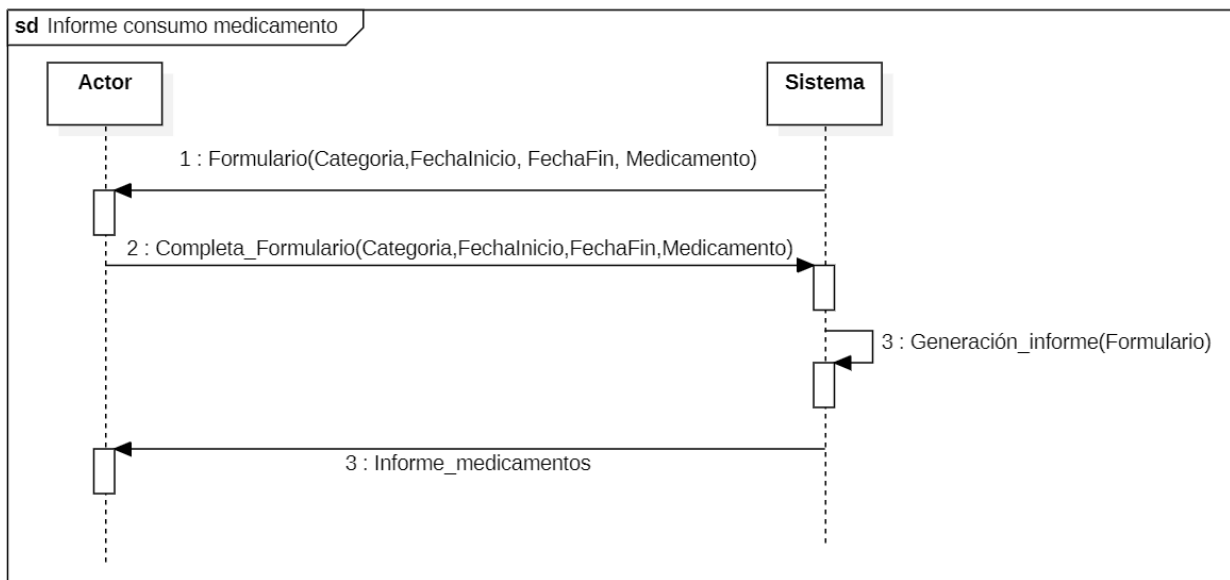 sd Informe consumo medicamento
Actor
Sistema
1 : Formulario(Categoria,FechaInicio, FechaFin, Medicamento)
2 : Completa_Formulario(Categoria,FechaInicio,FechaFin,Medicamento)
3 : Generación_informe(Formulario)
3 : Informe_medicamentos